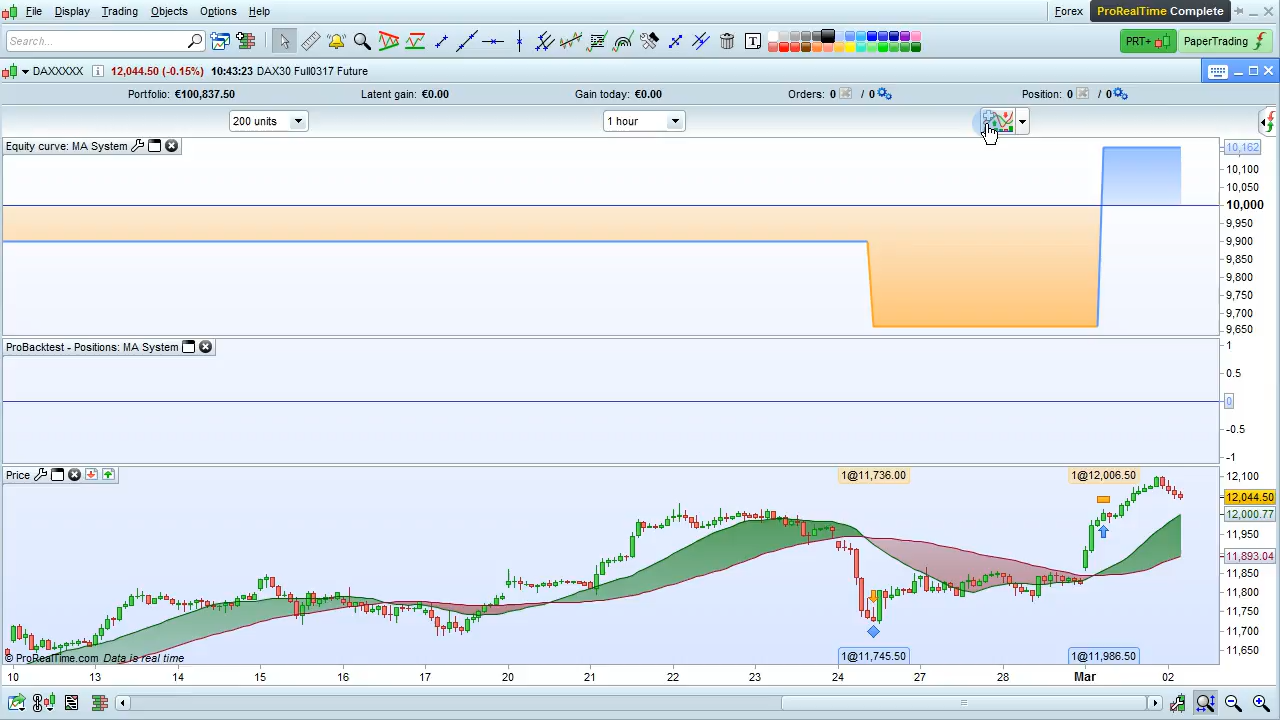 File Display Trading Objects Options Help Forex ProRealTime Complete
Search... PRT+ PaperTrading
DAXXXXX 12,044.50 (-0.15%) 10:43:23 DAX30 Full0317 Future
Portfolio: €100,837.50 Latent gain: €0.00 Gain today: €0.00 Orders: 0 / 0 Position: 0 / 0
200 units 1 hour
Equity curve: MA System
10,162
10,100
10,050
10,000
9,950
9,900
9,850
9,800
9,750
9,700
9,650
ProBacktest - Positions: MA System
1
0.5
0
-0.5
-1
Price
1@11,736.00 1@12,006.50
12,100
12,044.50
12,000.77
11,950
11,893.04
11,850
11,800
11,750
11,700
11,650
1@11,745.50 1@11,986.50
© ProRealTime.com Data is real time
10 13 14 15 16 17 20 21 22 23 24 27 28 Mar 02